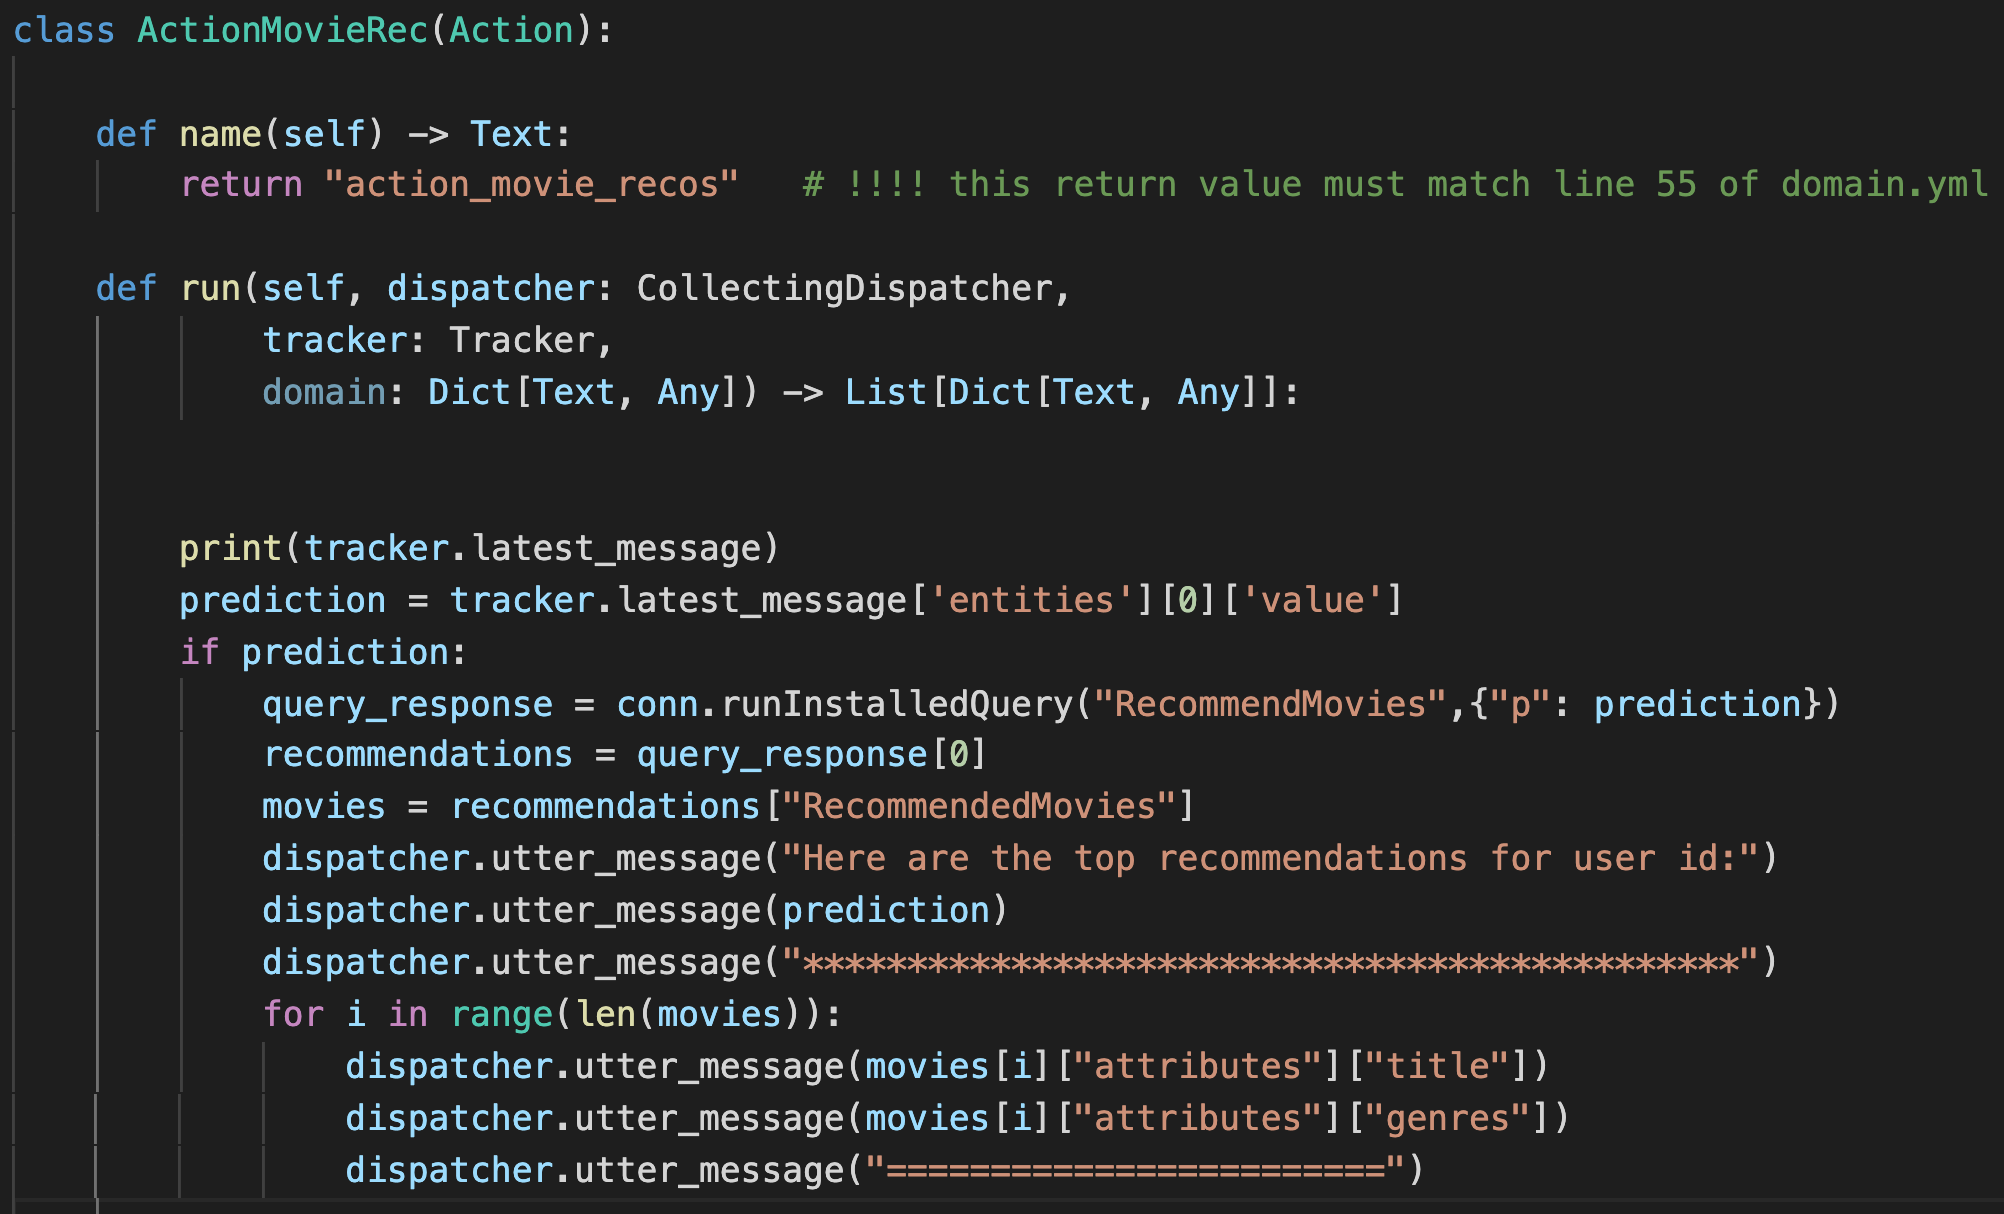 class ActionMovieRec(Action):
def name(self) -> Text:
return "action_movie_recos"   # !!!! this return value must match line 55 of domain.yml
def run(self, dispatcher: CollectingDispatcher,
tracker: Tracker,
domain: Dict[Text, Any]) -> List[Dict[Text, Any]]:
print(tracker.latest_message)
prediction = tracker.latest_message['entities'][0]['value']
if prediction:
query_response = conn.runInstalledQuery("RecommendMovies",{"p": prediction})
recommendations = query_response[0]
movies = recommendations["RecommendedMovies"]
dispatcher.utter_message("Here are the top recommendations for user id:")
dispatcher.utter_message(prediction)
dispatcher.utter_message("*********************************************")
for i in range(len(movies)):
dispatcher.utter_message(movies[i]["attributes"]["title"])
dispatcher.utter_message(movies[i]["attributes"]["genres"])
dispatcher.utter_message("========================")